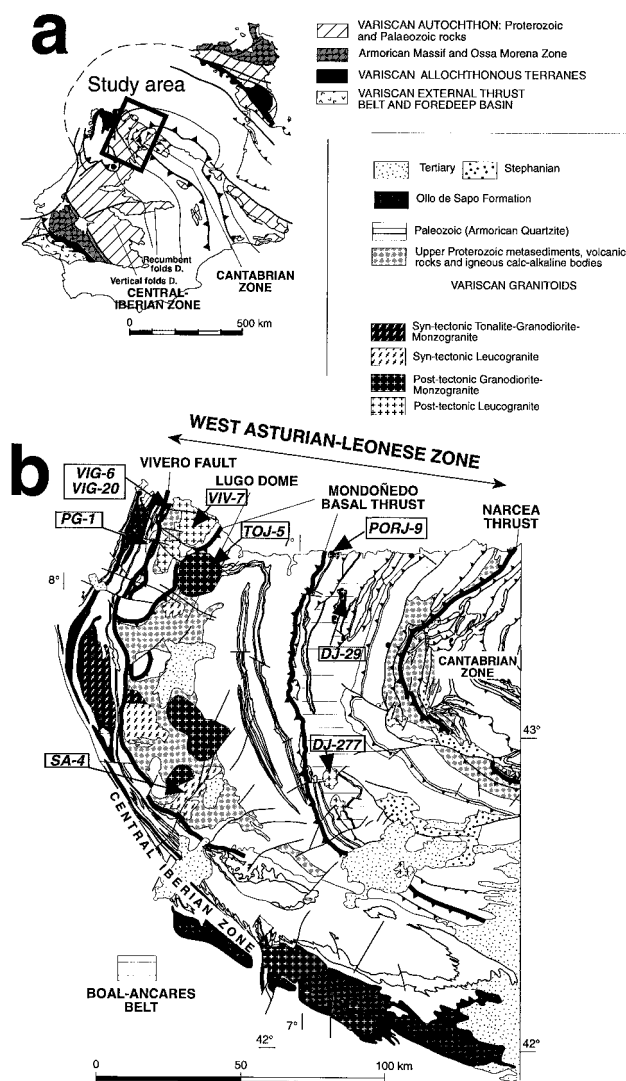 a
Study area
Recumbent
folds D.
Vertical folds D.
CENTRAL-
IBERIAN ZONE
CANTABRIAN
ZONE
0 500 km
VARISCAN AUTOCHTHON: Proterozoic
and Palaeozoic rocks
Armorican Massif and Ossa Morena Zone
VARISCAN ALLOCHTHONOUS TERRANES
VARISCAN EXTERNAL THRUST
BELT AND FOREDEEP BASIN
Tertiary Stephanian
Ollo de Sapo Formation
Paleozoic (Armorican Quartzite)
Upper Proterozoic metasediments, volcanic
rocks and igneous calc-alkaline bodies
VARISCAN GRANITOIDS
Syn-tectonic Tonalite-Granodiorite-
Monzogranite
Syn-tectonic Leucogranite
Post-tectonic Granodiorite-
Monzogranite
Post-tectonic Leucogranite
b
WEST ASTURIAN-LEONESE ZONE
VIG-6
VIG-20
VIVERO FAULT
LUGO DOME
VIV-7
MONDOÑEDO
BASAL THRUST
NARCEA
THRUST
PG-1
TOJ-5
7°
PORJ-9
8°
DJ-29
CANTABRIAN
ZONE
43°
DJ-277
SA-4
CENTRAL IBERIAN ZONE
BOAL-ANCARES
BELT
7°
42°
42°
0 50 100 km